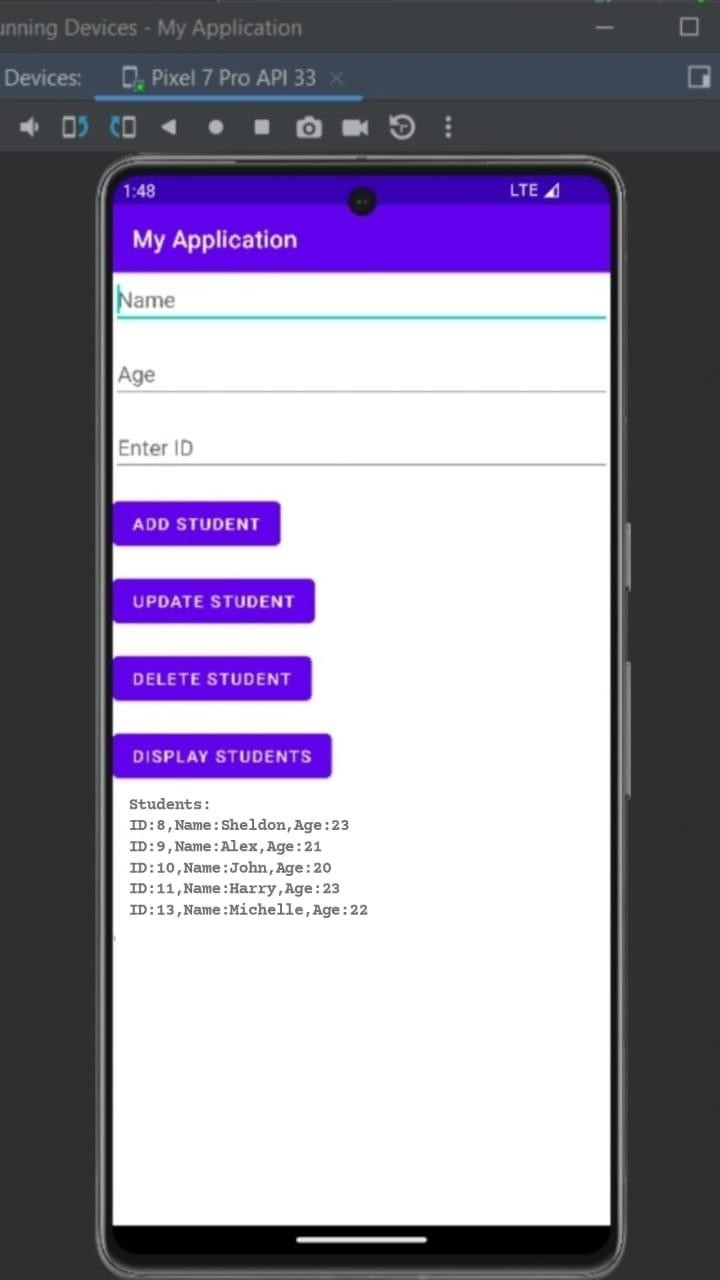 unning Devices - My Application
Devices: Pixel 7 Pro API 33
1:48 LTE
My Application
Name
Age
Enter ID
ADD STUDENT
UPDATE STUDENT
DELETE STUDENT
DISPLAY STUDENTS
Students:
ID:8,Name:Sheldon,Age:23
ID:9,Name:Alex,Age:21
ID:10,Name:John,Age:20
ID:11,Name:Harry,Age:23
ID:13,Name:Michelle,Age:22